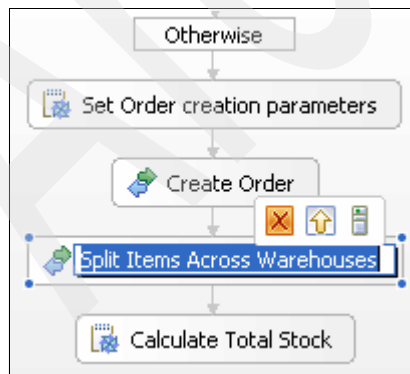 Otherwise
Set Order creation parameters
Create Order
Split Items Across Warehouses
Calculate Total Stock